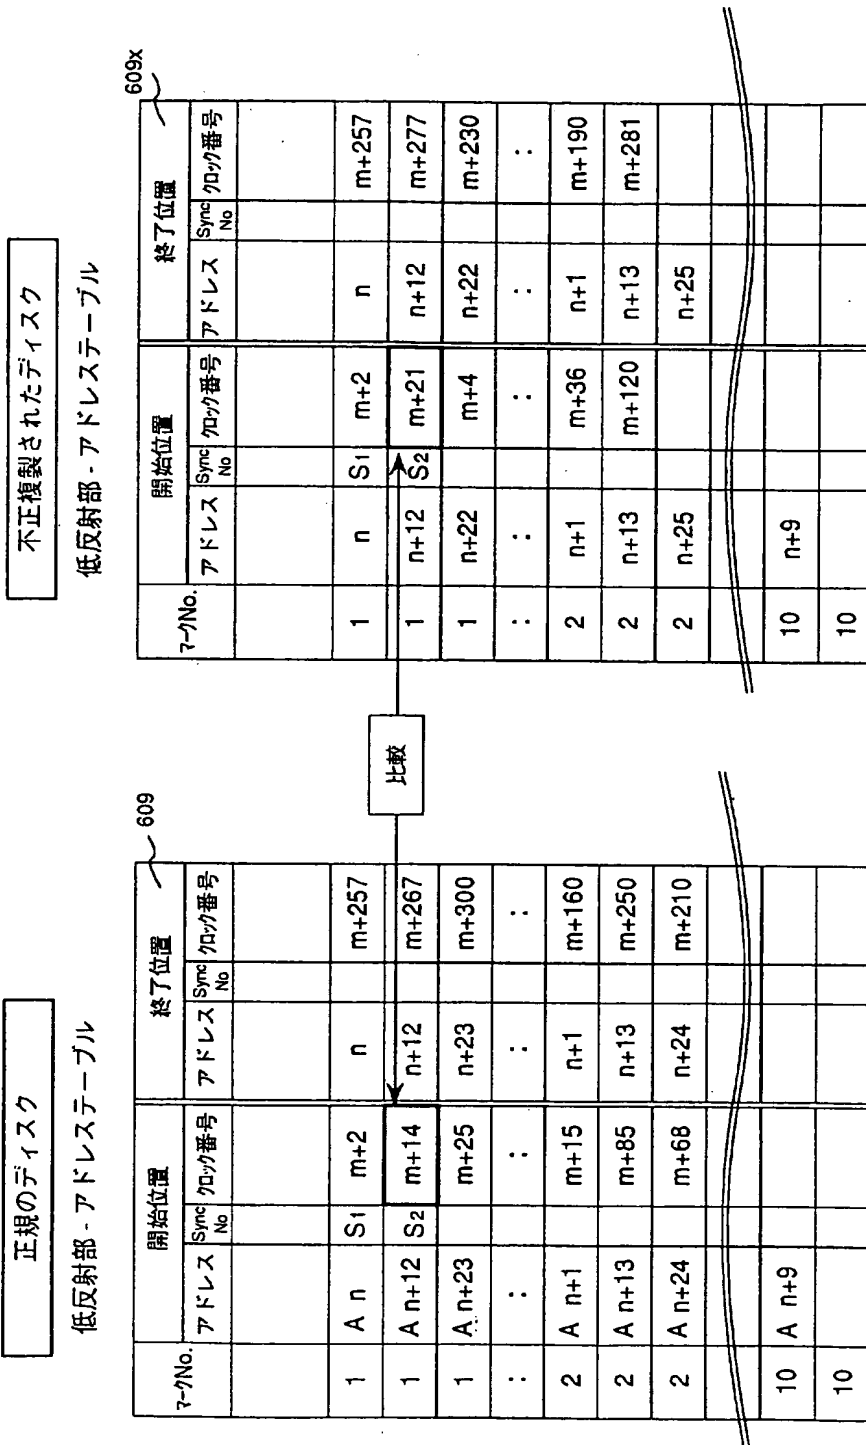 正規のディスク
低反射部 - アドレステーブル
609
マークNo. 開始位置 終了位置
アドレス Sync No クロック番号 アドレス Sync No クロック番号
1 A n S1 m+2 n m+257
1 A n+12 S2 m+14 n+12 m+267
1 A n+23 m+25 n+23 m+300
: : : : :
2 A n+1 m+15 n+1 m+160
2 A n+13 m+85 n+13 m+250
2 A n+24 m+68 n+24 m+210
10 A n+9
10
比較
不正複製されたディスク
低反射部 - アドレステーブル
609x
マークNo. 開始位置 終了位置
アドレス Sync No クロック番号 アドレス Sync No クロック番号
1 n S1 m+2 n m+257
1 n+12 S2 m+21 n+12 m+277
1 n+22 m+4 n+22 m+230
: : : : :
2 n+1 m+36 n+1 m+190
2 n+13 m+120 n+13 m+281
2 n+25 n+25
10 n+9
10